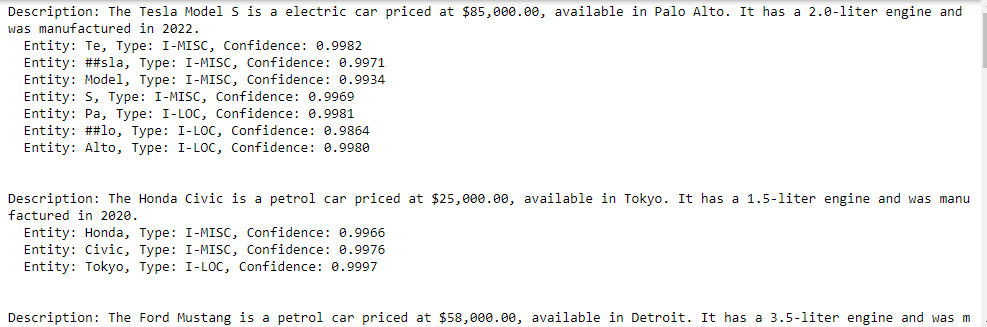 Description: The Tesla Model S is a electric car priced at $85,000.00, available in Palo Alto. It has a 2.0-liter engine and
was manufactured in 2022.
Entity: Te, Type: I-MISC, Confidence: 0.9982
Entity: ##sla, Type: I-MISC, Confidence: 0.9971
Entity: Model, Type: I-MISC, Confidence: 0.9934
Entity: S, Type: I-MISC, Confidence: 0.9969
Entity: Pa, Type: I-LOC, Confidence: 0.9981
Entity: ##lo, Type: I-LOC, Confidence: 0.9864
Entity: Alto, Type: I-LOC, Confidence: 0.9980
Description: The Honda Civic is a petrol car priced at $25,000.00, available in Tokyo. It has a 1.5-liter engine and was manu
factured in 2020.
Entity: Honda, Type: I-MISC, Confidence: 0.9966
Entity: Civic, Type: I-MISC, Confidence: 0.9976
Entity: Tokyo, Type: I-LOC, Confidence: 0.9997
Description: The Ford Mustang is a petrol car priced at $58,000.00, available in Detroit. It has a 3.5-liter engine and was m